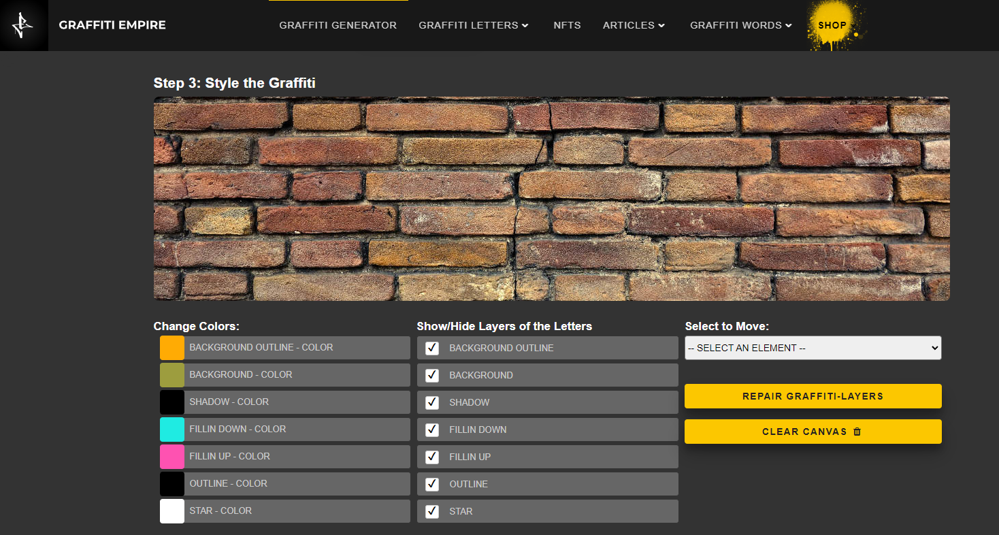 GRAFFITI EMPIRE
GRAFFITI GENERATOR
GRAFFITI LETTERS
NFTS
ARTICLES
GRAFFITI WORDS
SHOP
Step 3: Style the Graffiti
Change Colors:
BACKGROUND OUTLINE - COLOR
BACKGROUND - COLOR
SHADOW - COLOR
FILLIN DOWN - COLOR
FILLIN UP - COLOR
OUTLINE - COLOR
STAR - COLOR
Show/Hide Layers of the Letters
BACKGROUND OUTLINE
BACKGROUND
SHADOW
FILLIN DOWN
FILLIN UP
OUTLINE
STAR
Select to Move:
-- SELECT AN ELEMENT --
REPAIR GRAFFITI-LAYERS
CLEAR CANVAS